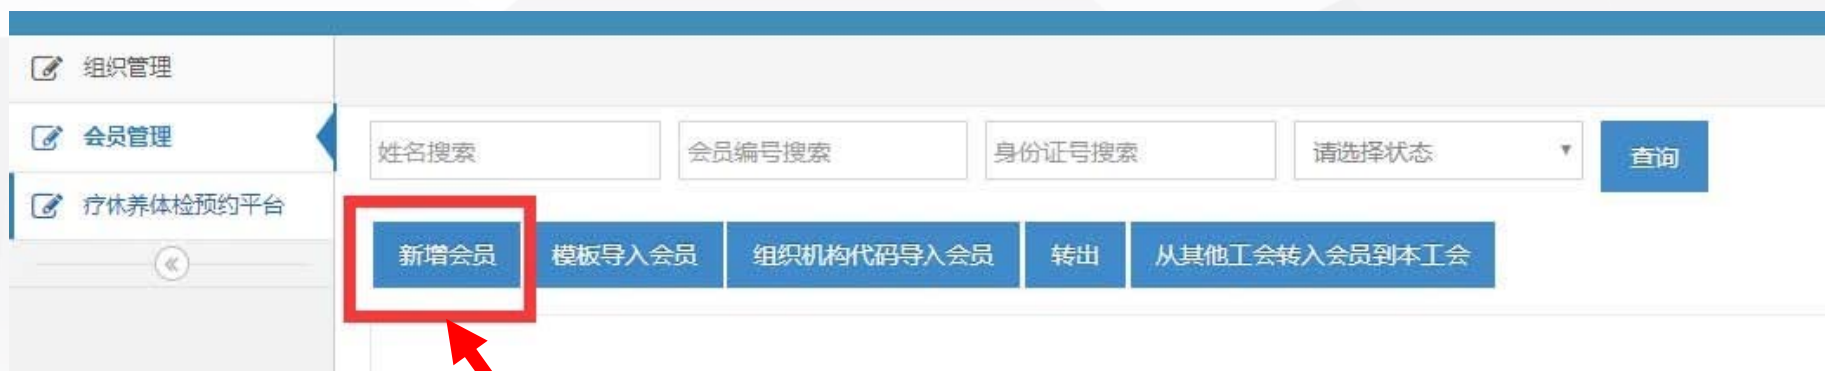 组织管理
会员管理
疗休养体检预约平台
姓名搜索 会员编号搜索 身份证号搜索 请选择状态 查询
新增会员 模板导入会员 组织机构代码导入会员 转出 从其他工会转入会员到本工会